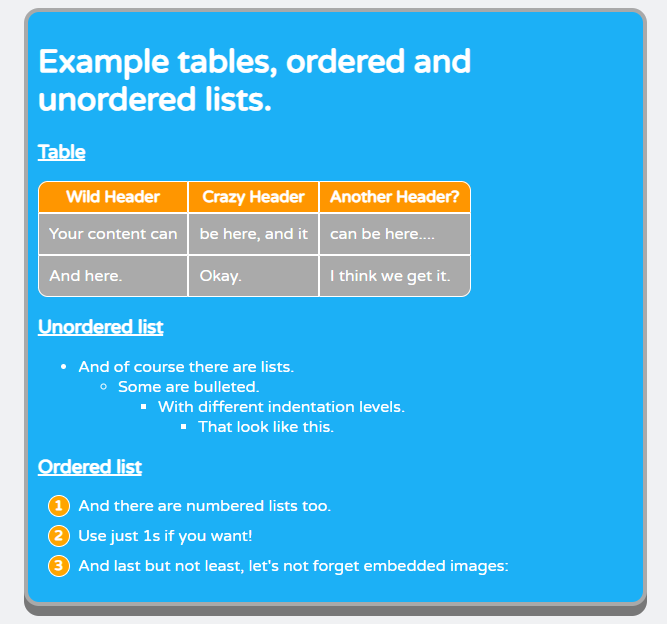 Example tables, ordered and
unordered lists.
Table
Wild Header Crazy Header Another Header?
Your content can be here, and it can be here....
And here. Okay. I think we get it.
Unordered list
And of course there are lists.
Some are bulleted.
With different indentation levels.
That look like this.
Ordered list
1 And there are numbered lists too.
2 Use just 1s if you want!
3 And last but not least, let's not forget embedded images: